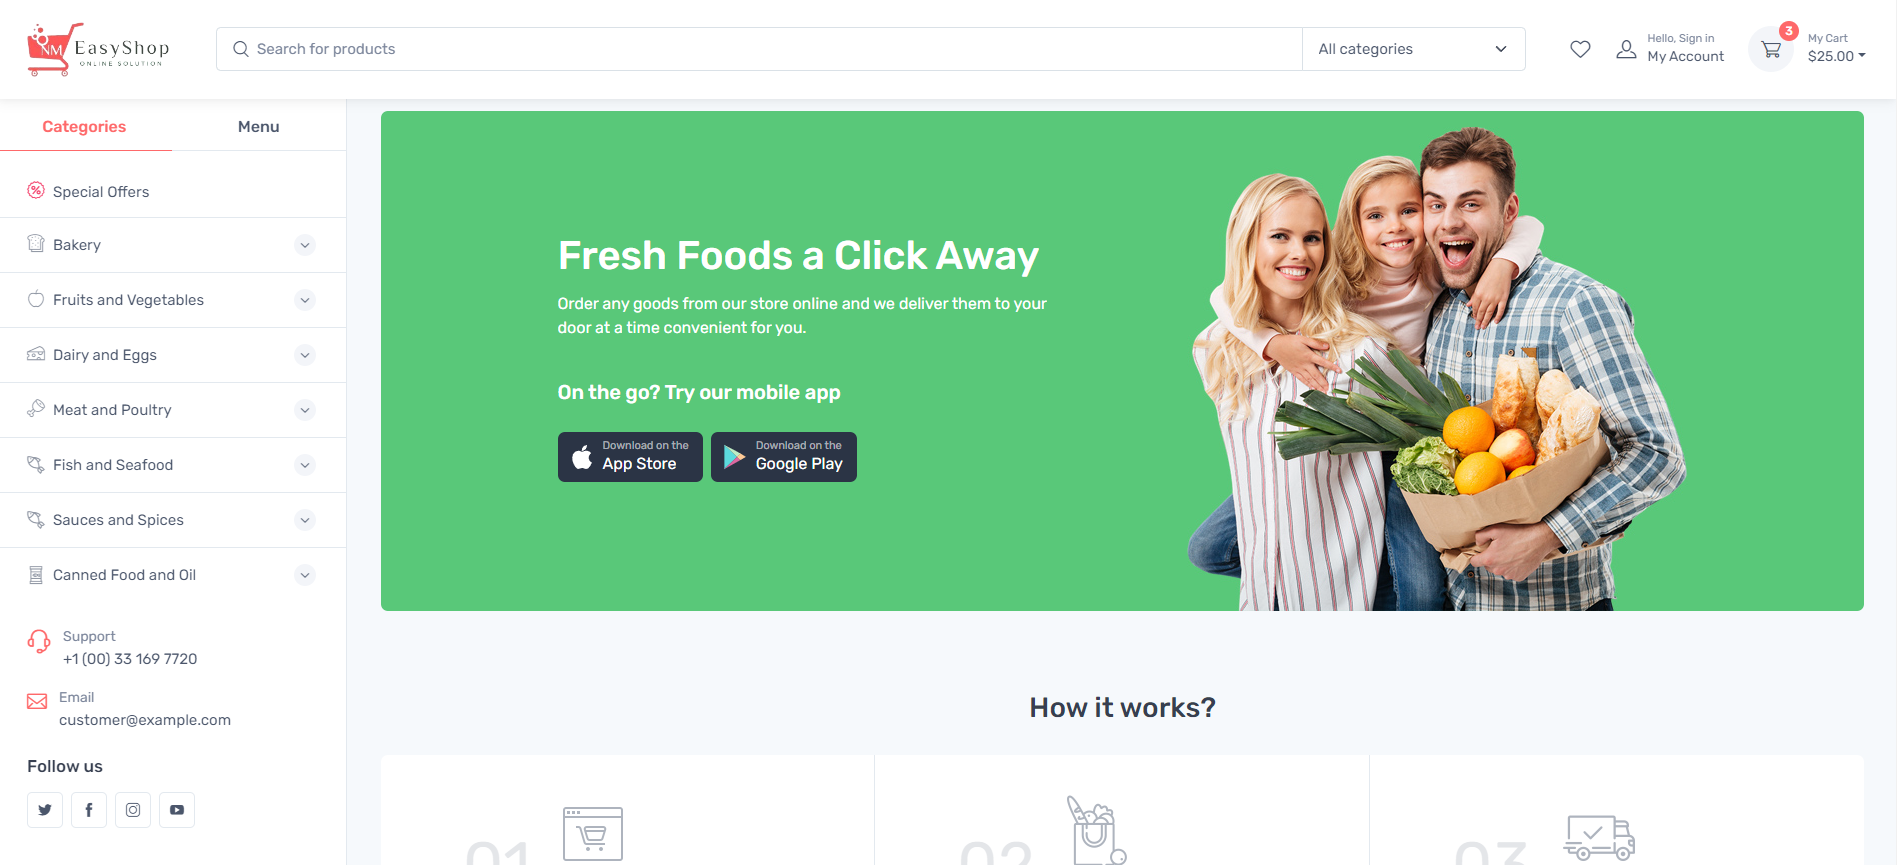 NM
EasyShop
ONLINE SOLUTION
Search for products
All categories
Hello, Sign in
My Account
3
My Cart
$25.00
Categories
Menu
Special Offers
Bakery
Fruits and Vegetables
Dairy and Eggs
Meat and Poultry
Fish and Seafood
Sauces and Spices
Canned Food and Oil
Support
+1 (00) 33 169 7720
Email
customer@example.com
Follow us
Fresh Foods a Click Away
Order any goods from our store online and we deliver them to your
door at a time convenient for you.
On the go? Try our mobile app
Download on the
App Store
Download on the
Google Play
How it works?
01
02
03